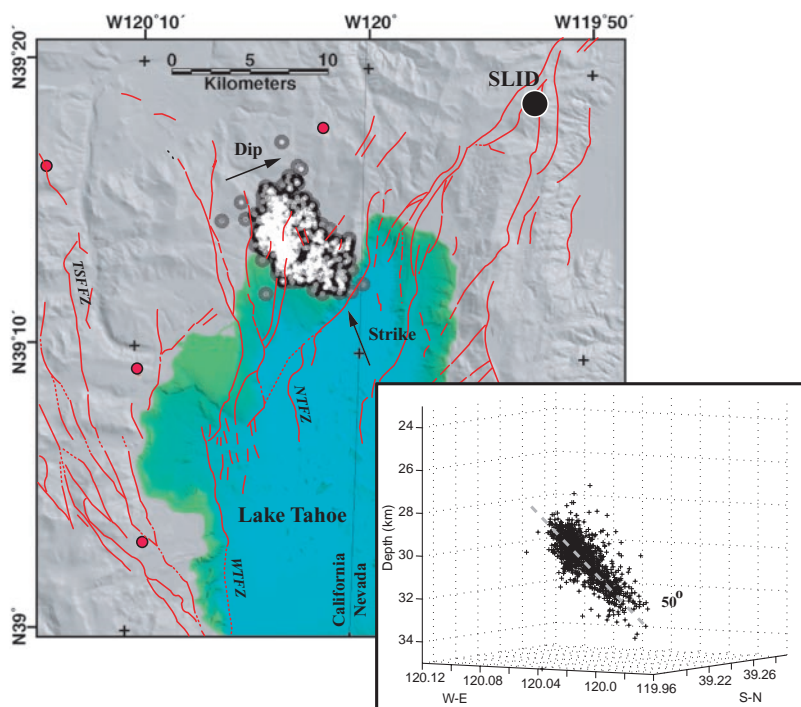 W120°10´ W120° W119°50´
N39°20´
0 5 10
Kilometers
SLID
Dip
TSFFZ
Strike
N39°10´
NTFZ
Lake Tahoe
WTFZ
California
Nevada
N39°
24
26
28
30
32
34
Depth (km)
50°
120.12 120.08 120.04 120.0 119.96 39.22 39.26
W-E S-N